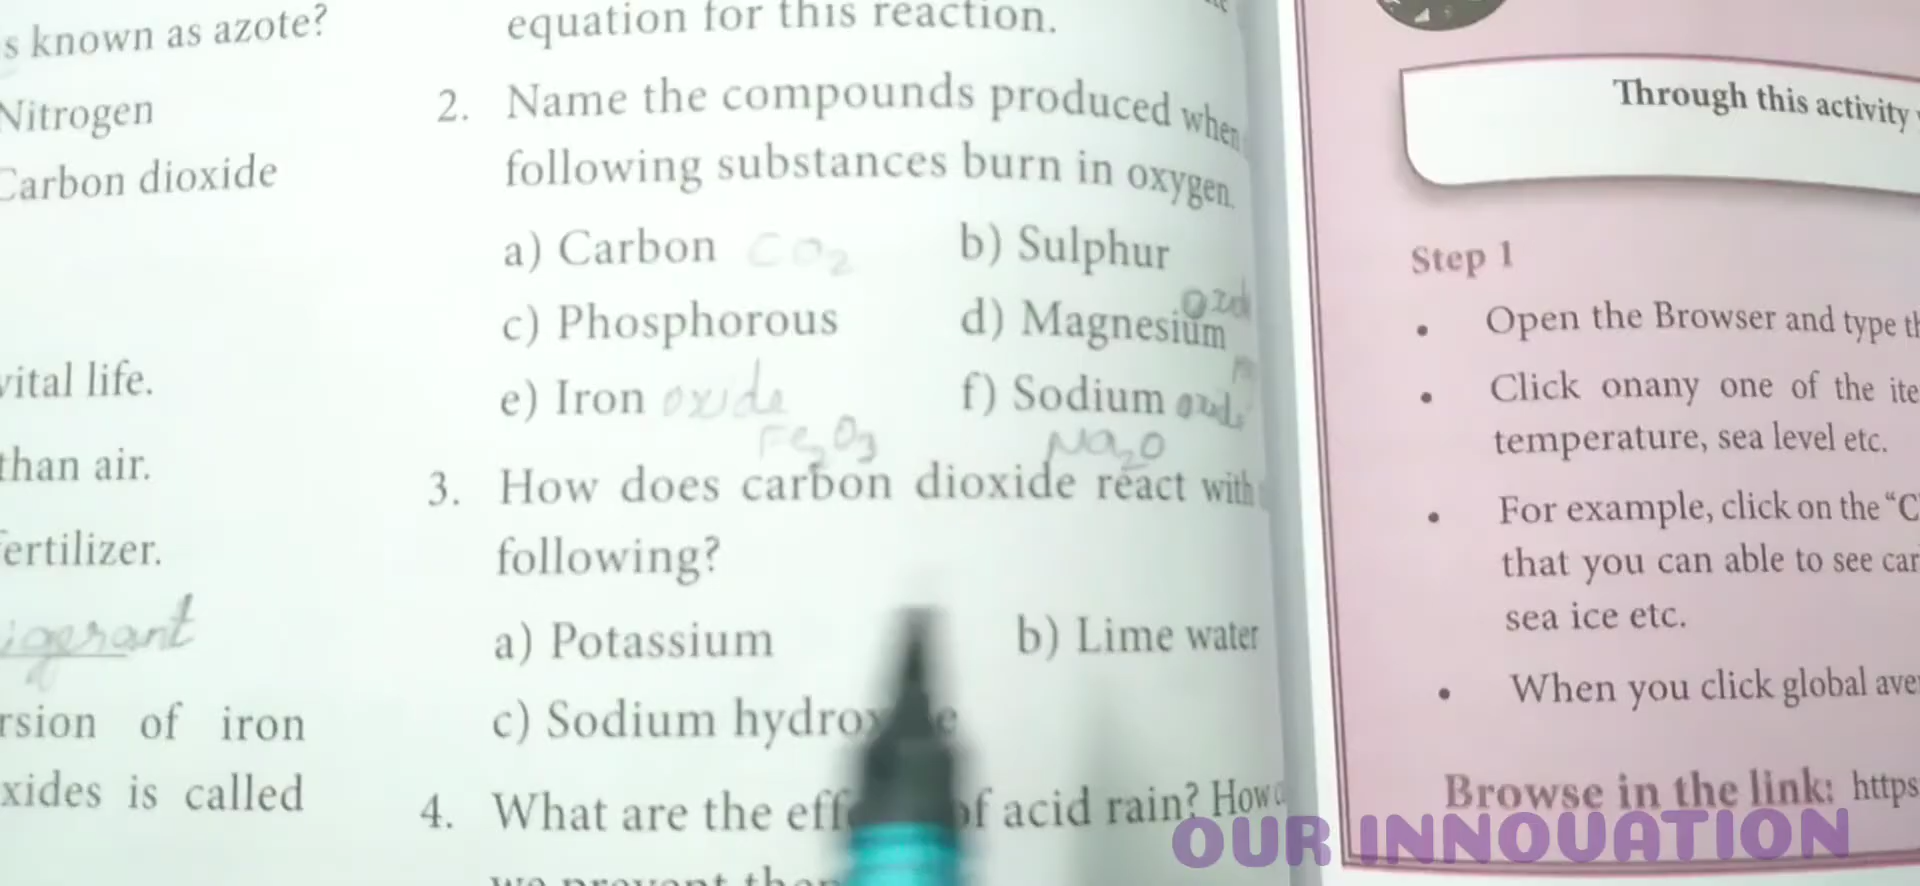 s known as azote?
Nitrogen
Carbon dioxide
vital life.
than air.
fertilizer.
igerant
rsion of iron
xides is called
equation for this reaction.
2. Name the compounds produced when
following substances burn in oxygen.
a) Carbon CO2 b) Sulphur
c) Phosphorous d) Magnesium
e) Iron oxide f) Sodium oxide
Fe2O3 Na2O
3. How does carbon dioxide react with
following?
a) Potassium b) Lime water
c) Sodium
4. What are the acid rain? How
Through this activity
Step 1
• Open the Browser and type th
• Click onany one of the ite
temperature, sea level etc.
• For example, click on the “C
that you can able to see car
sea ice etc.
• When you click global ave
Browse in the link: https
OUR INNOVATION